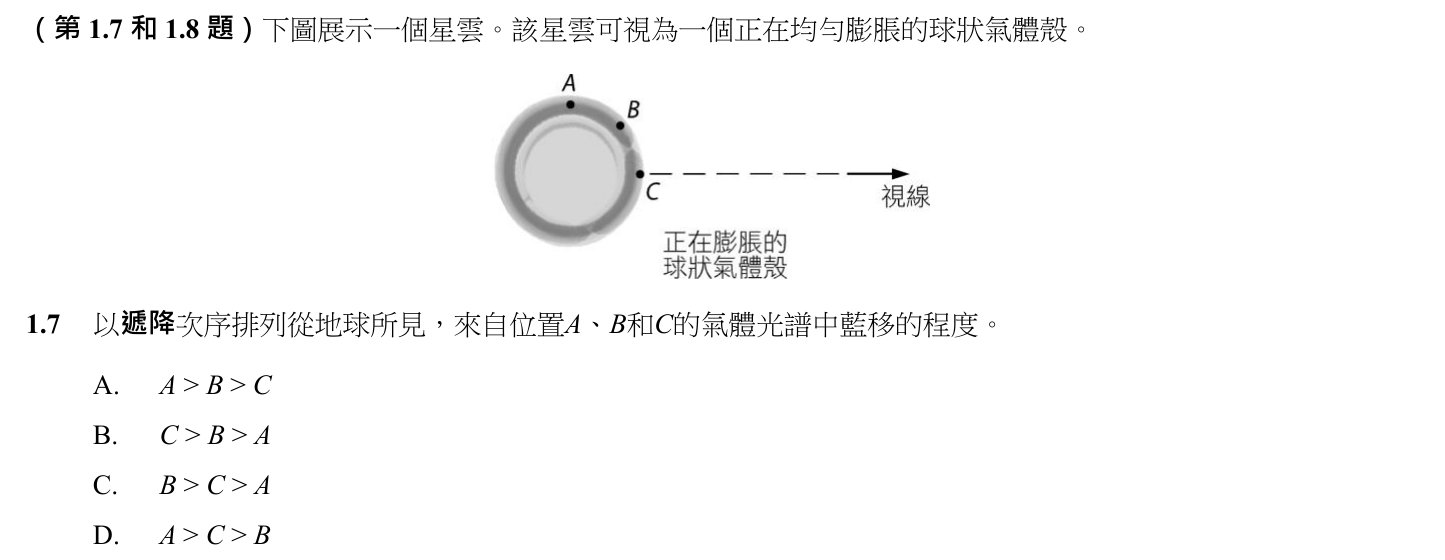 （第 1.7 和 1.8 題）下圖展示一個星雲。該星雲可視為一個正在均勻膨脹的球狀氣體殼。
A
B
C
視線
正在膨脹的
球狀氣體殼
1.7 以遞降次序排列從地球所見，來自位置A、B和C的氣體光譜中藍移的程度。
A. A > B > C
B. C > B > A
C. B > C > A
D. A > C > B